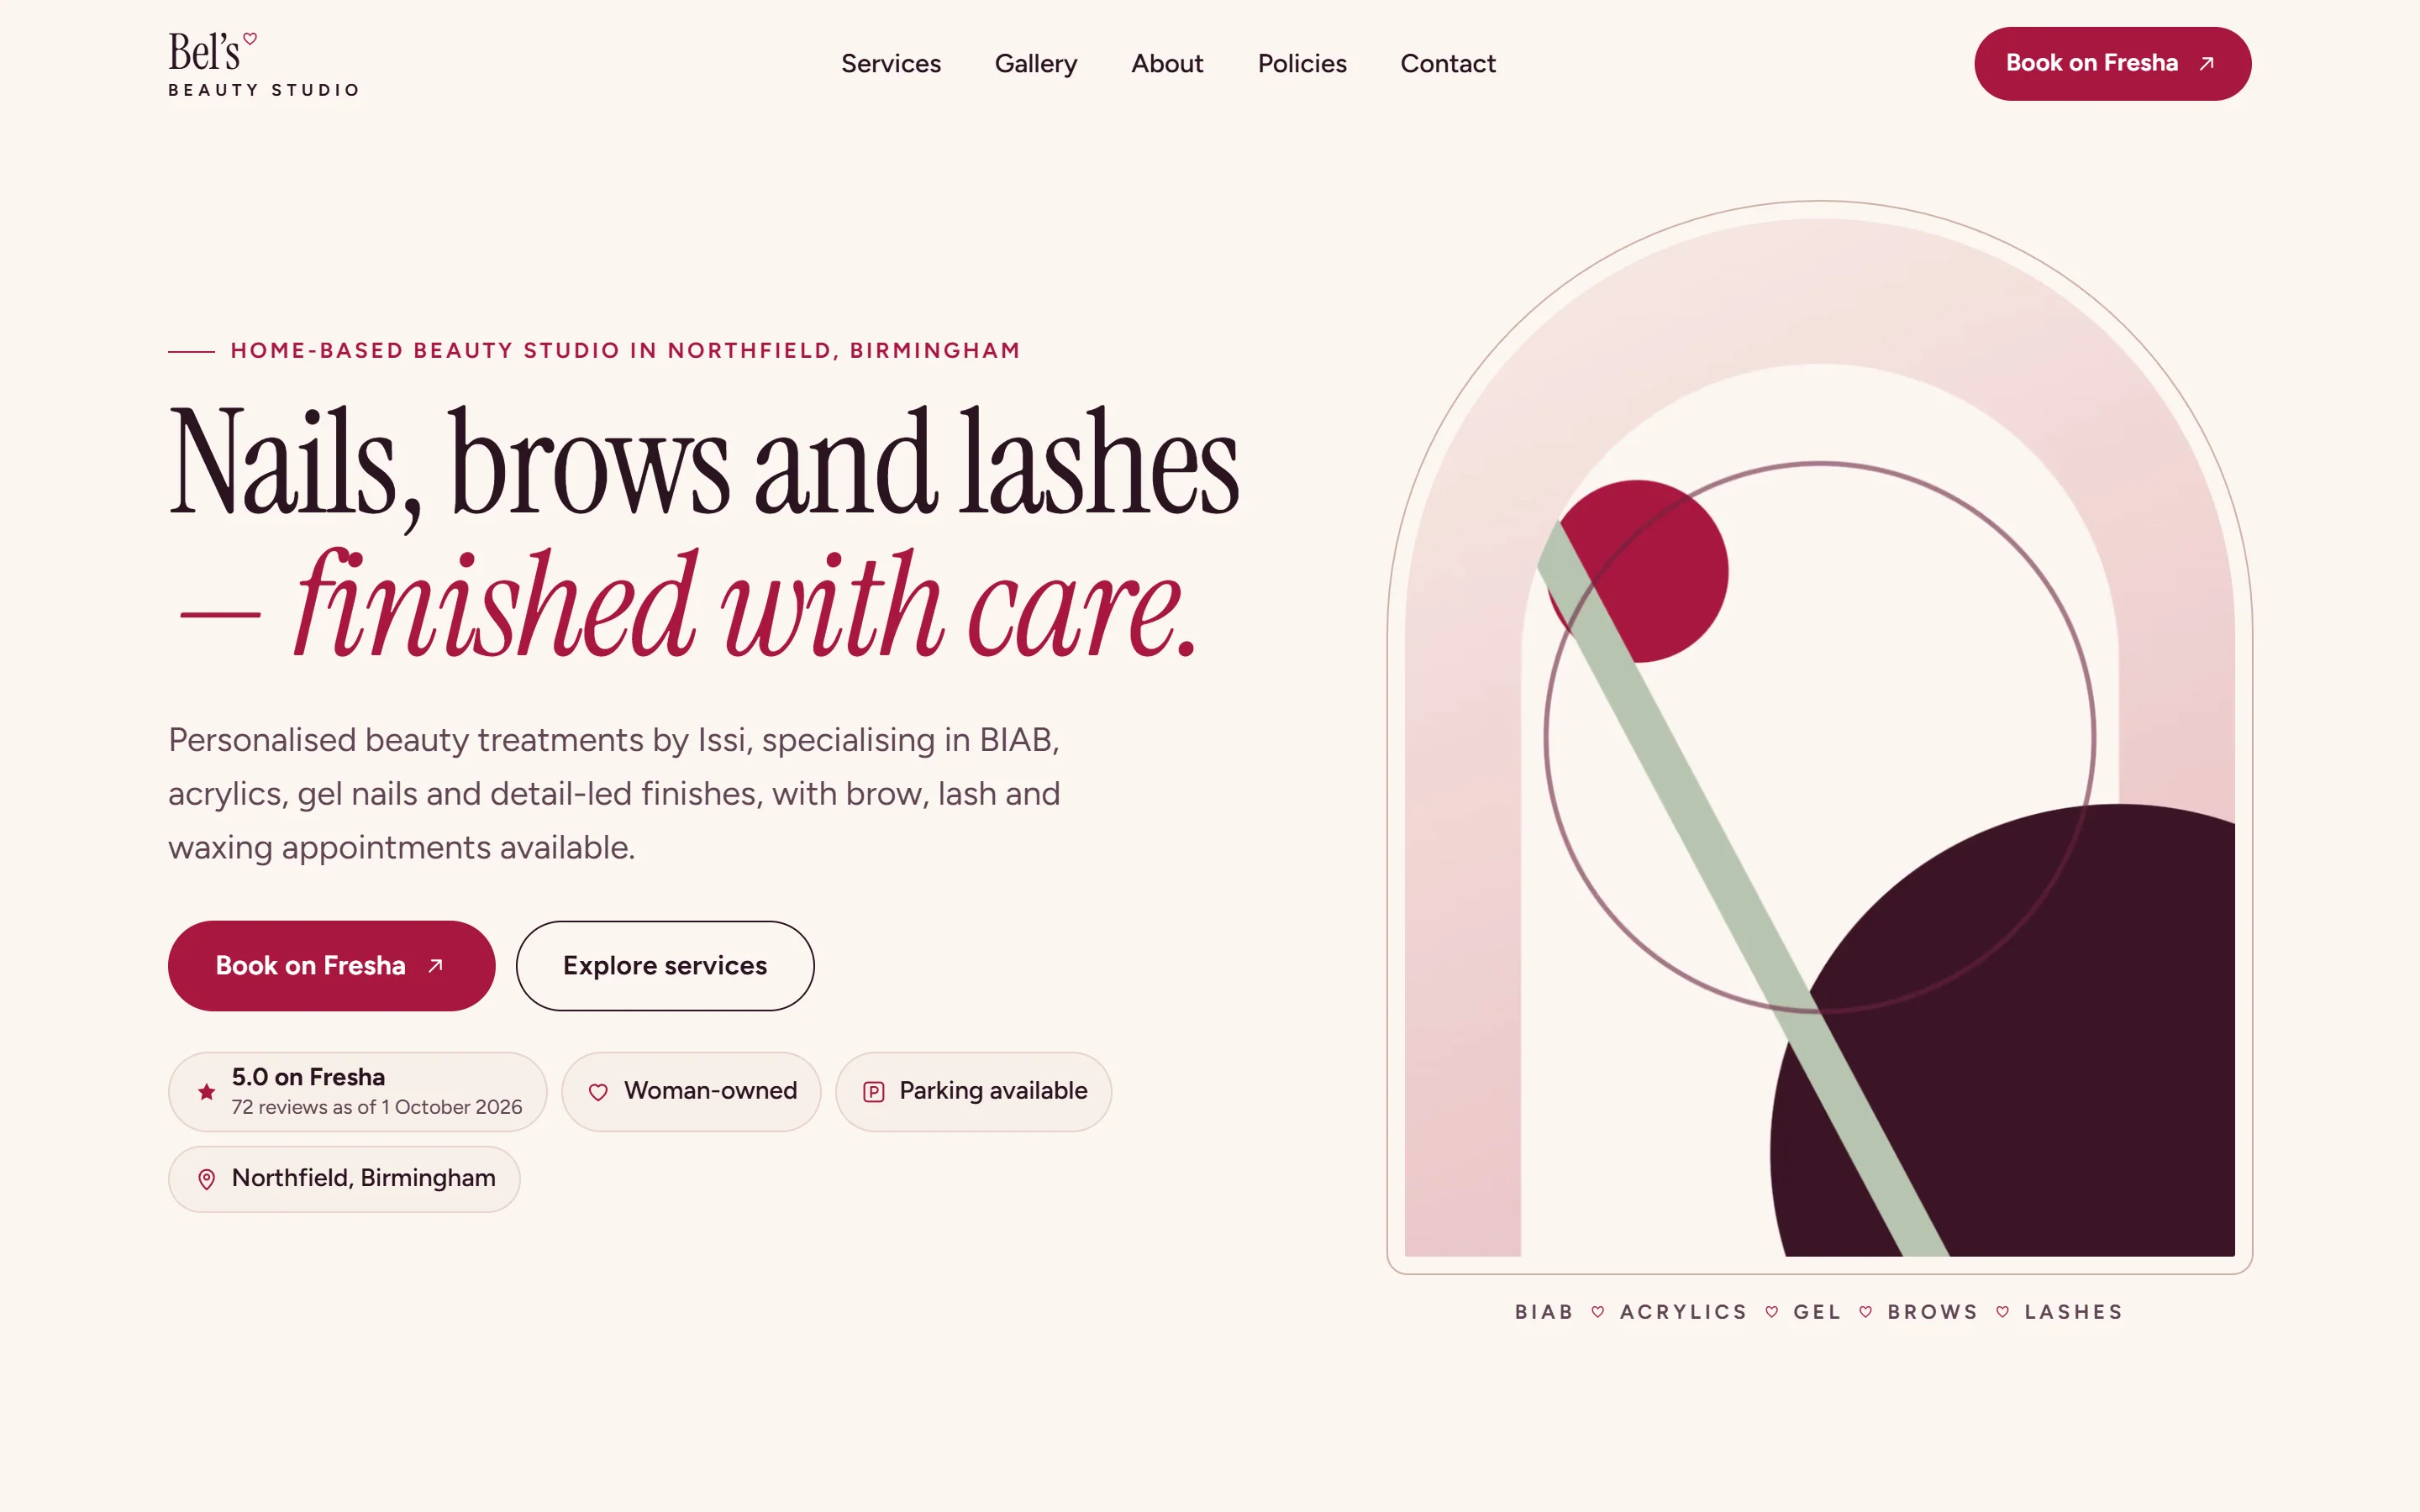 Bel's
BEAUTY STUDIO
Services
Gallery
About
Policies
Contact
Book on Fresha
HOME-BASED BEAUTY STUDIO IN NORTHFIELD, BIRMINGHAM
Nails, brows and lashes
— finished with care.
Personalised beauty treatments by Issi, specialising in BIAB,
acrylics, gel nails and detail-led finishes, with brow, lash and
waxing appointments available.
Book on Fresha
Explore services
5.0 on Fresha
72 reviews as of 1 October 2026
Woman-owned
P
Parking available
Northfield, Birmingham
BIAB ♡ ACRYLICS ♡ GEL ♡ BROWS ♡ LASHES